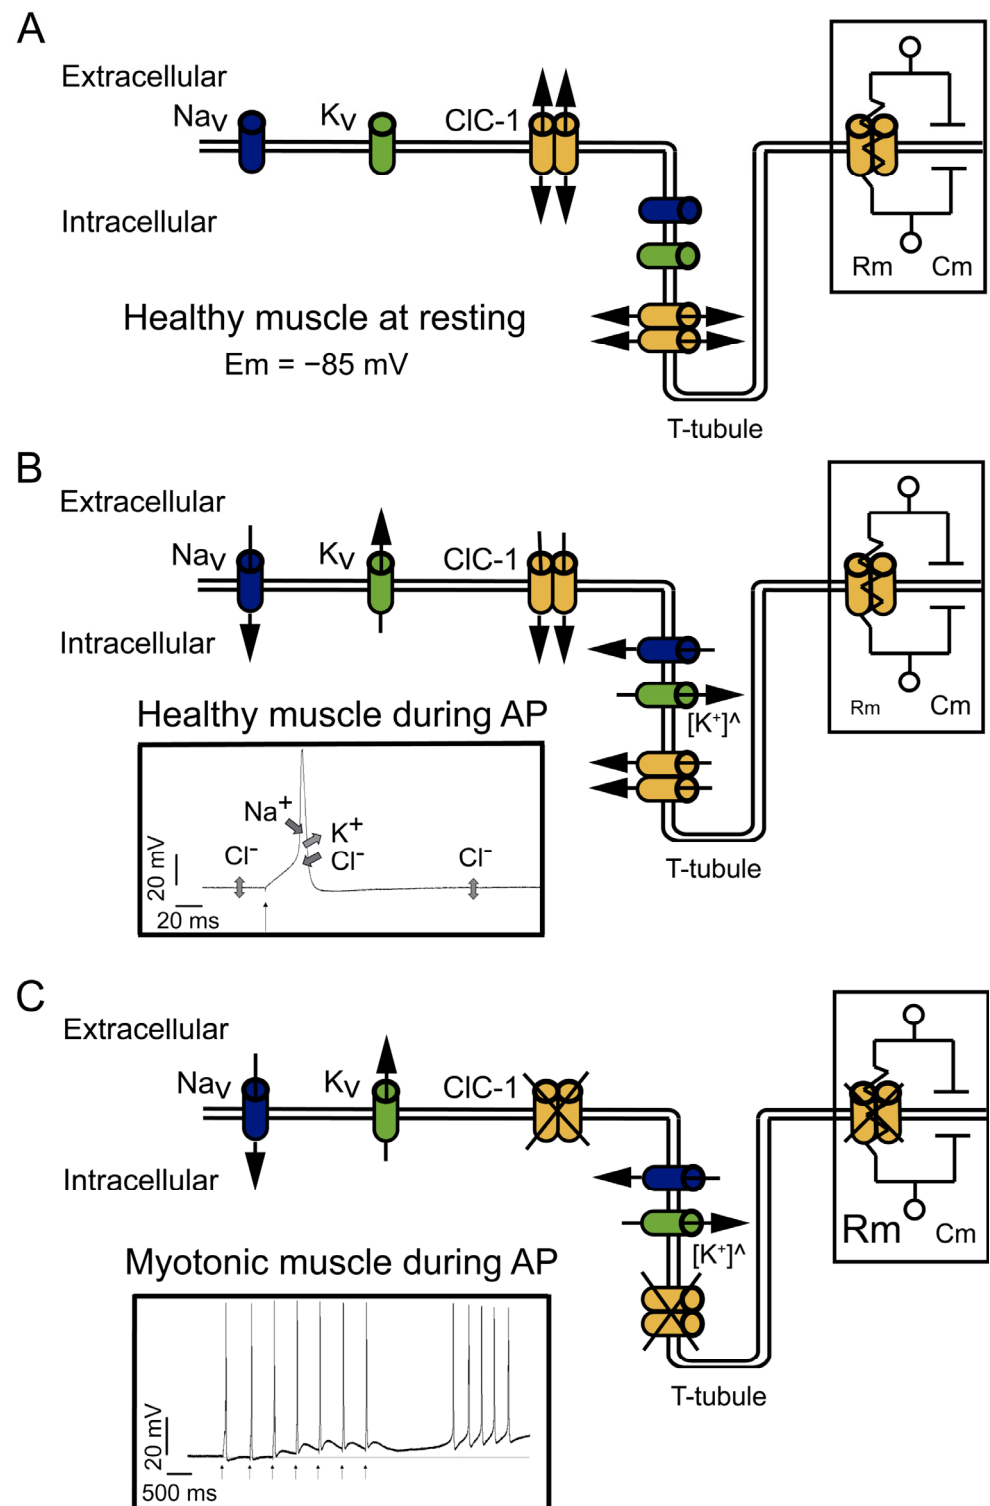 A
Extracellular
Nav Kv ClC-1
Intracellular
Rm Cm
Healthy muscle at resting
Em = −85 mV
T-tubule
B
Extracellular
Nav Kv ClC-1
Intracellular
Rm Cm
[K+]^
Healthy muscle during AP
Na+
K+
Cl- Cl- Cl-
20 mV
20 ms
T-tubule
C
Extracellular
Nav Kv ClC-1
Intracellular
Rm Cm
[K+]^
Myotonic muscle during AP
20 mV
500 ms
T-tubule